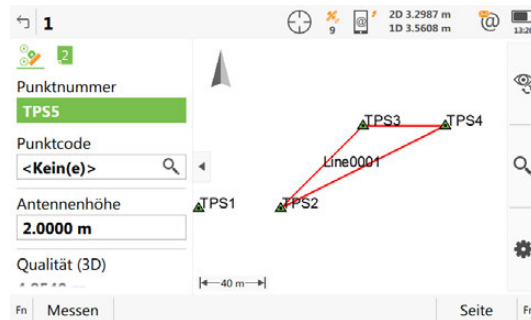 1
9
@
2D 3.2987 m
1D 3.5608 m
@
2
Punktnummer
TPS5
Punktcode
<Kein(e)>
Antennenhöhe
2.0000 m
Qualität (3D)
TPS3
TPS4
Line0001
TPS1
TPS2
40 m
Fn Messen
Seite